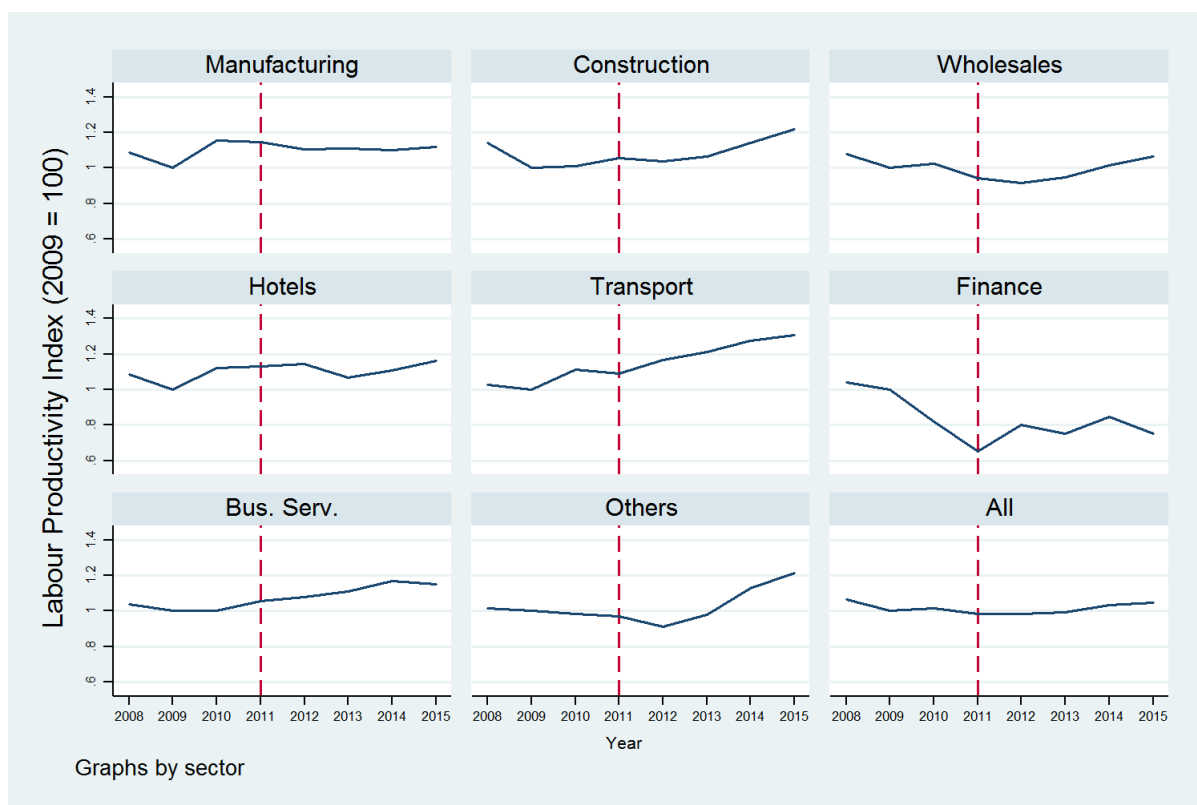 Labour Productivity Index (2009 = 100)
Manufacturing
Construction
Wholesales
1.4
1.2
1
.8
.6
Hotels
Transport
Finance
1.4
1.2
1
.8
.6
Bus. Serv.
Others
All
1.4
1.2
1
.8
.6
2008 2009 2010 2011 2012 2013 2014 2015
2008 2009 2010 2011 2012 2013 2014 2015
2008 2009 2010 2011 2012 2013 2014 2015
Year
Graphs by sector